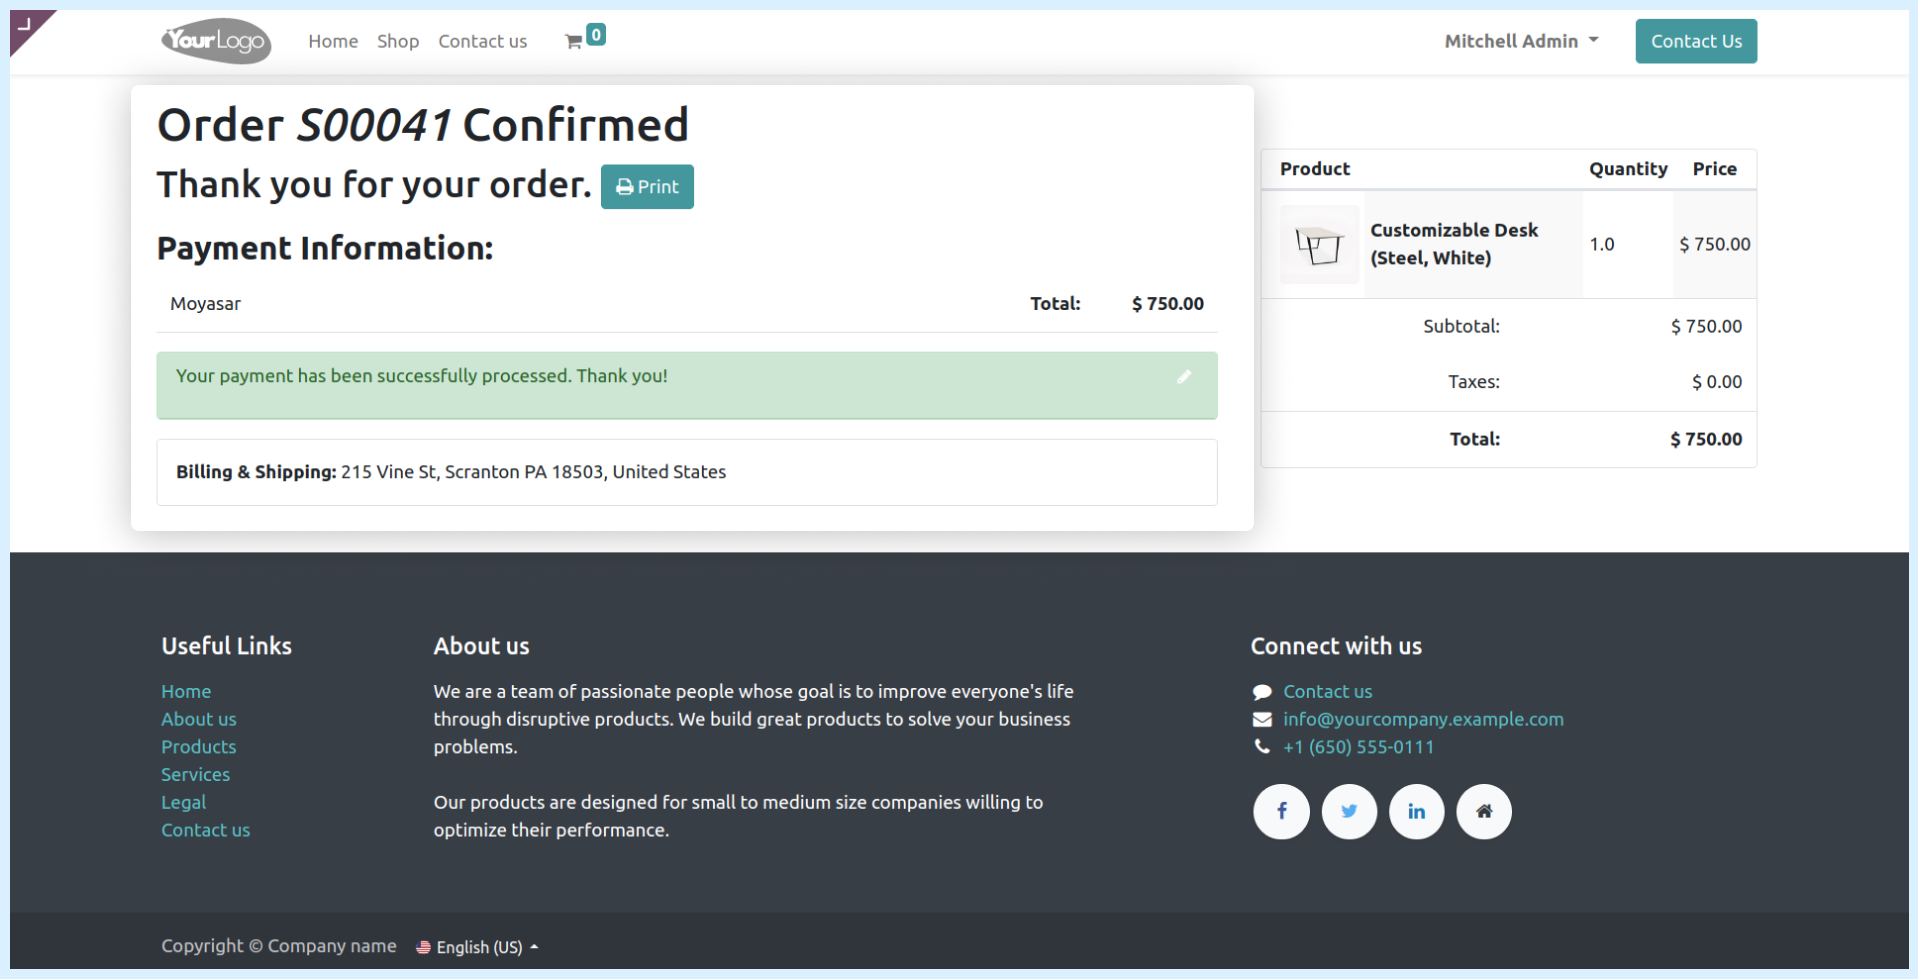 YourLogo
Home Shop Contact us 0
Mitchell Admin
Contact Us
Order S00041 Confirmed
Thank you for your order. Print
Payment Information:
Moyasar Total: $ 750.00
Your payment has been successfully processed. Thank you!
Billing & Shipping: 215 Vine St, Scranton PA 18503, United States
Product Quantity Price
Customizable Desk
(Steel, White)
1.0 $ 750.00
Subtotal: $ 750.00
Taxes: $ 0.00
Total: $ 750.00
Useful Links
Home
About us
Products
Services
Legal
Contact us
About us
We are a team of passionate people whose goal is to improve everyone's life
through disruptive products. We build great products to solve your business
problems.
Our products are designed for small to medium size companies willing to
optimize their performance.
Connect with us
Contact us
info@yourcompany.example.com
+1 (650) 555-0111
Copyright © Company name English (US)